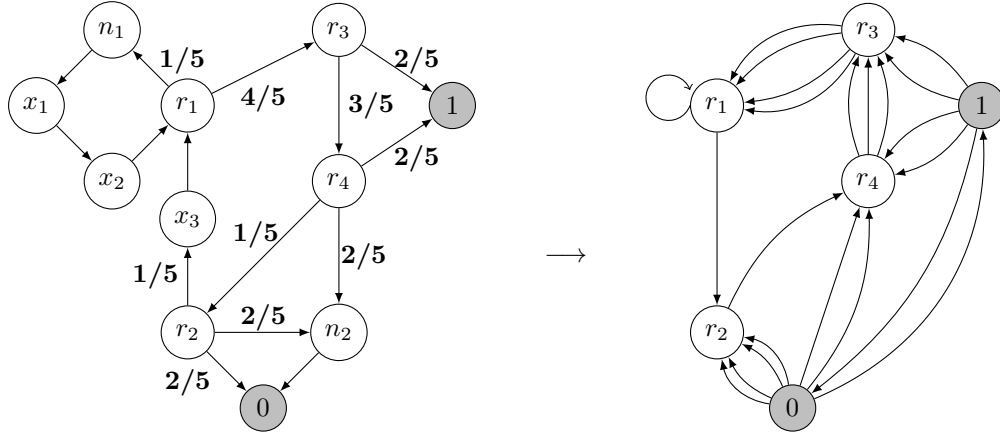 n₁
r₃
1/5
2/5
x₁
r₁
4/5
3/5
1
x₂
r₄
2/5
x₃
1/5
2/5
1/5
r₂
2/5
n₂
2/5
0
→
r₃
r₁
1
r₄
r₂
0